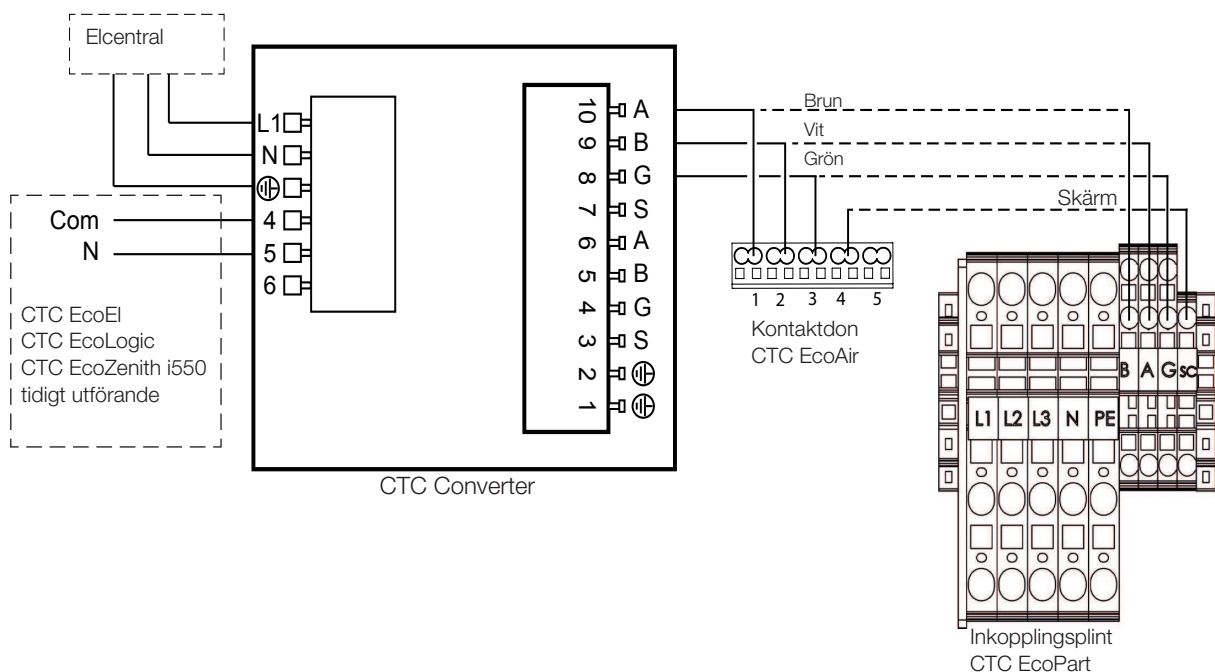 Elcentral
L1
N
Com 4
N 5
6
CTC EcoEl
CTC EcoLogic
CTC EcoZenith i550
tidigt utförande
10 A
9 B
8 G
7 S
6 A
5 B
4 G
3 S
2
1
CTC Converter
Brun
Vit
Grön
Skärm
1 2 3 4 5
Kontaktdon
CTC EcoAir
B A G SC
L1 L2 L3 N PE
Inkopplingsplint
CTC EcoPart